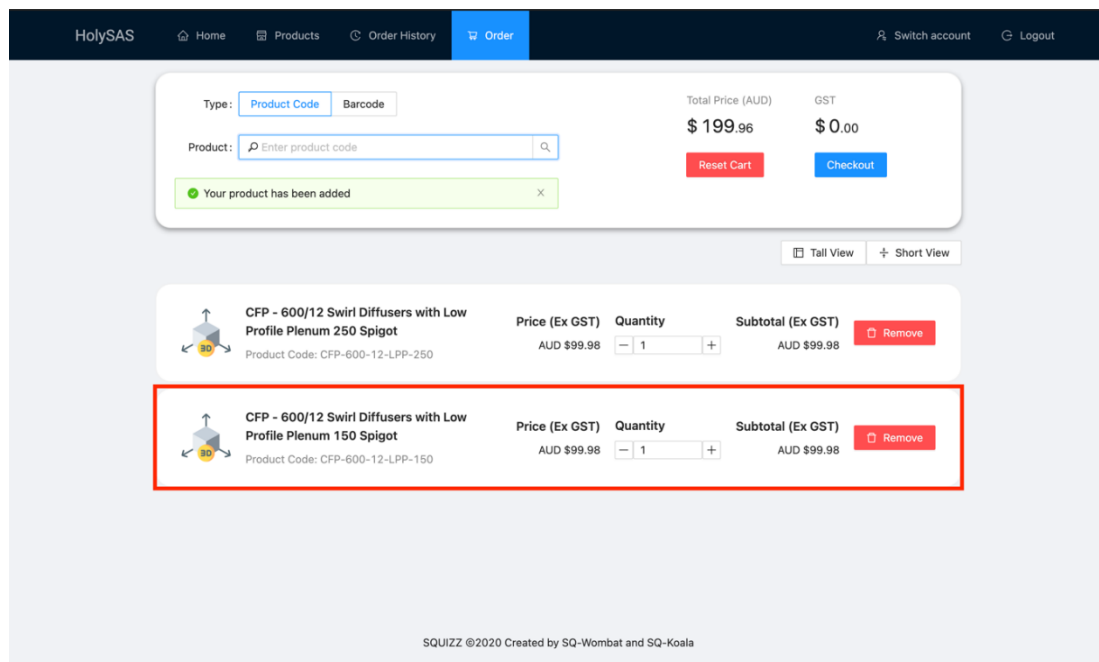 HolySAS Home Products Order History Order Switch account Logout
Type: Product Code Barcode
Product: Enter product code
Your product has been added
Total Price (AUD) GST
$ 199.96 $ 0.00
Reset Cart Checkout
Tall View Short View
CFP - 600/12 Swirl Diffusers with Low
Profile Plenum 250 Spigot
Product Code: CFP-600-12-LPP-250
3D
Price (Ex GST) Quantity Subtotal (Ex GST)
AUD $99.98 1 AUD $99.98
Remove
CFP - 600/12 Swirl Diffusers with Low
Profile Plenum 150 Spigot
Product Code: CFP-600-12-LPP-150
3D
Price (Ex GST) Quantity Subtotal (Ex GST)
AUD $99.98 1 AUD $99.98
Remove
SQUIZZ ©2020 Created by SQ-Wombat and SQ-Koala